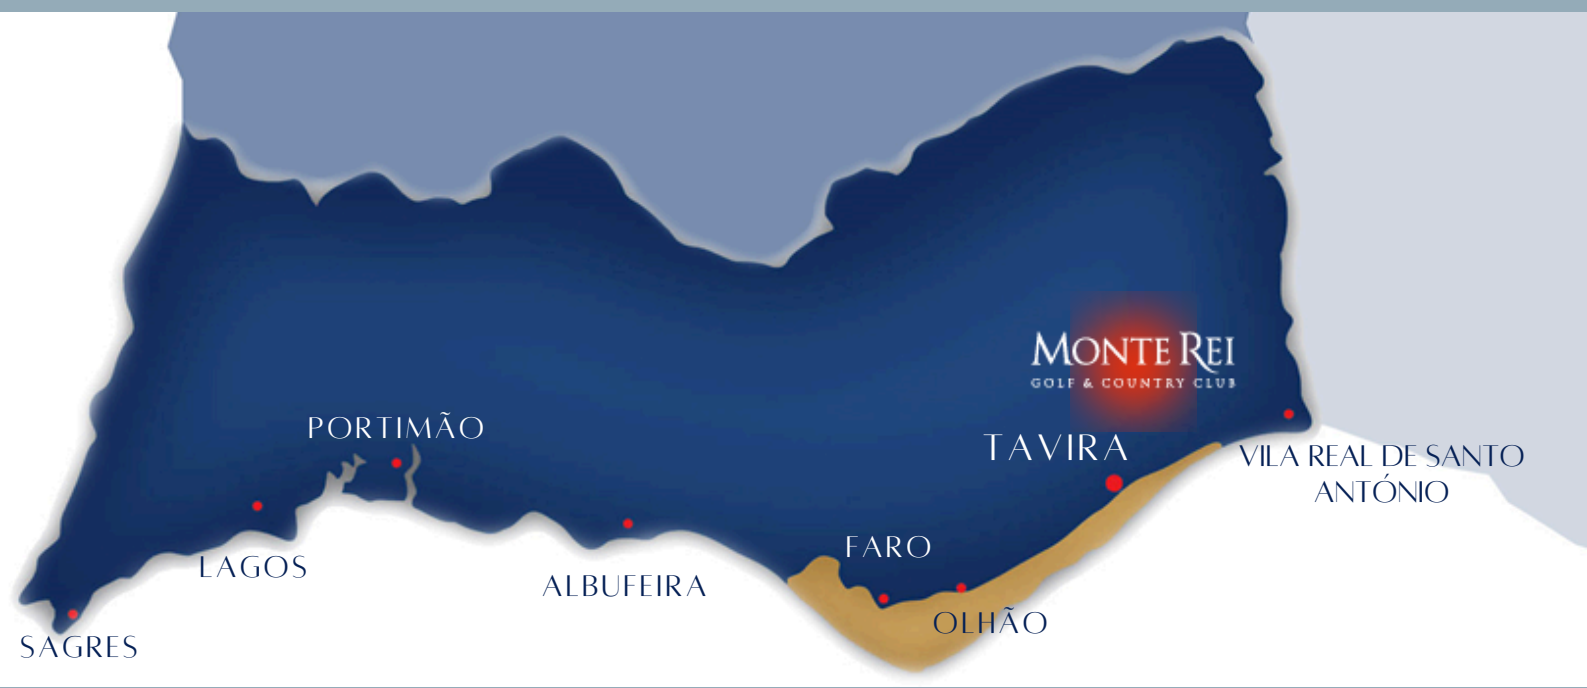 MONTE REI
GOLF & COUNTRY CLUB
PORTIMÃO
TAVIRA
VILA REAL DE SANTO
ANTÓNIO
FARO
LAGOS
ALBUFEIRA
OLHÃO
SAGRES